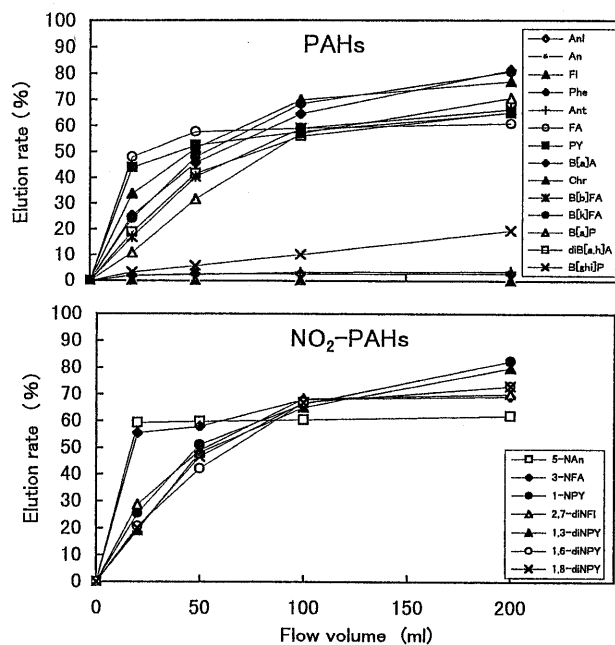 PAHs
Elution rate (%)
100
90
80
70
60
50
40
30
20
10
0
Anl
An
Fl
Phe
Ant
FA
PY
B[a]A
Chr
B[b]FA
B[k]FA
B[a]P
diB[a,h]A
B[ghi]P
NO₂-PAHs
Elution rate (%)
100
90
80
70
60
50
40
30
20
10
0
5-NAn
3-NFA
1-NPY
2,7-diNFl
1,3-diNPY
1,6-diNPY
1,8-diNPY
0 50 100 150 200
Flow volume (ml)